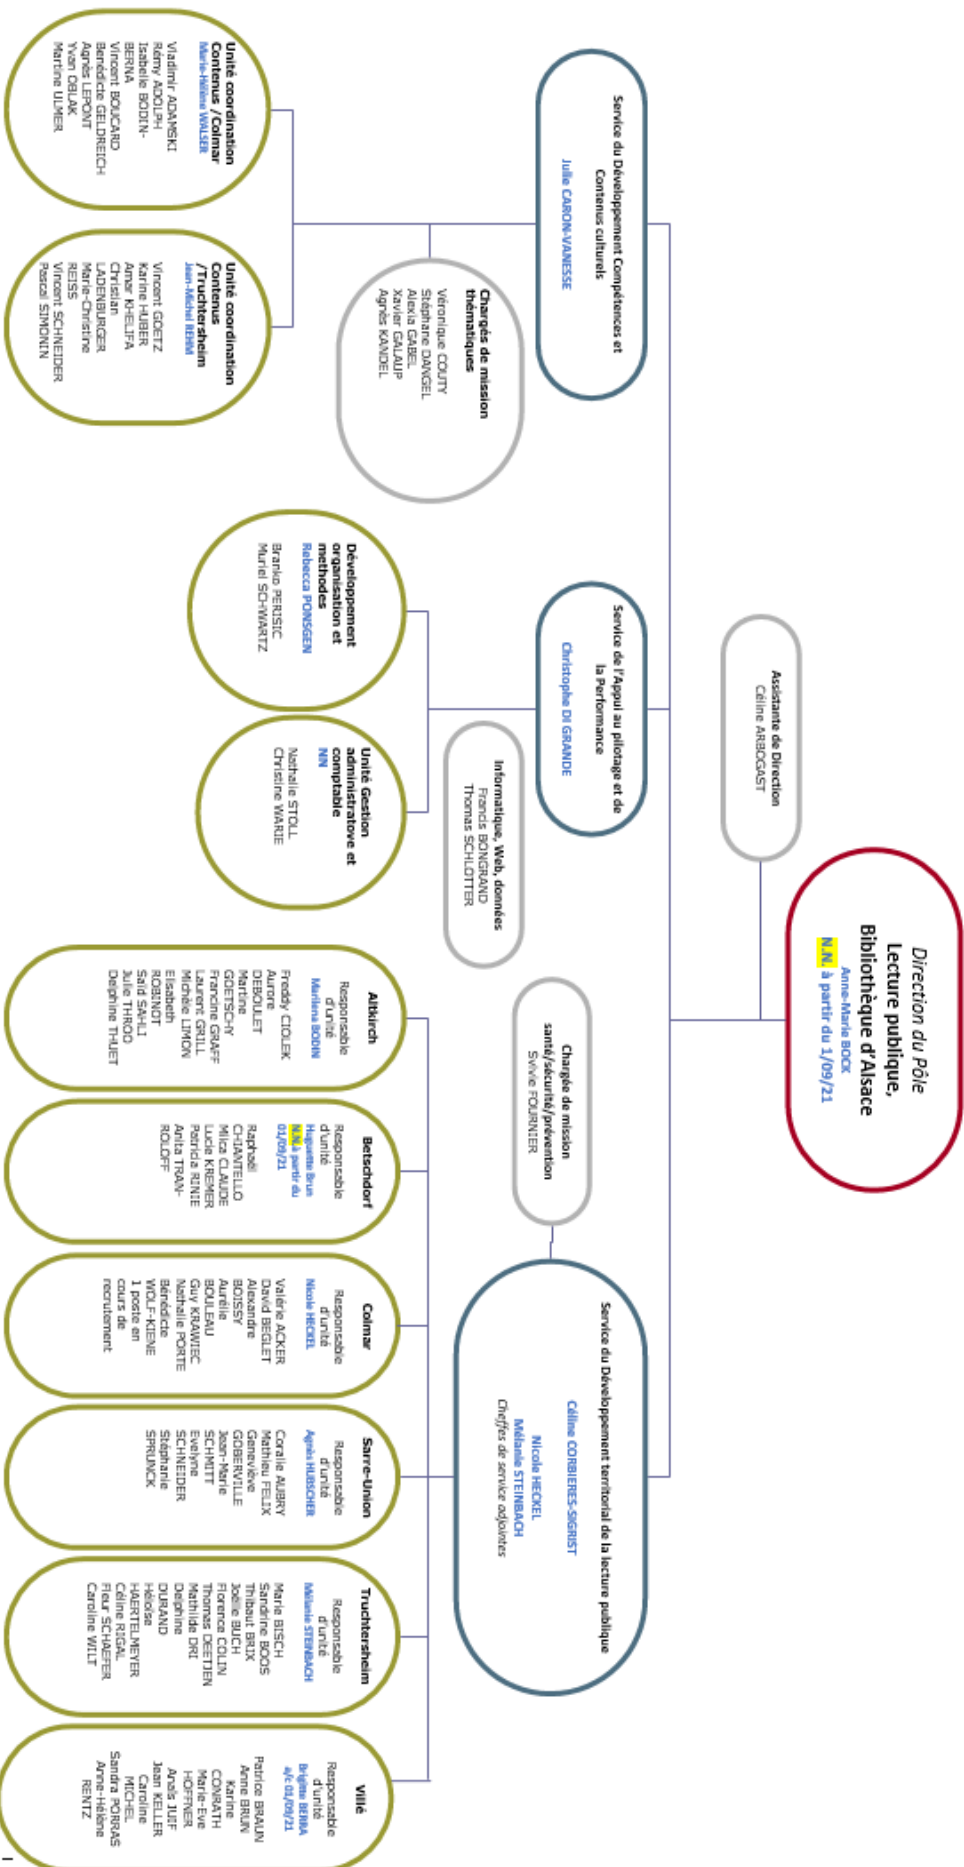 Direction du Pôle
Lecture publique,
Bibliothèque d'Alsace
Anne-Marie BOCK
N.N. à partir du 1/09/21
Assistante de Direction
Céline ARBOGAST
Service du Développement Compétences et
Contenus culturels
Julie CARON-VANESSE
Chargés de mission
thématiques
Véronique COUTY
Stéphane DANGEL
Alexia GABEL
Xavier GALAUP
Agnès KANDEL
Unité coordination
Contenus /Colmar
Marie-Hélène WALSER
Vladimir ADAMSKI
Rémy ADOLPH
Isabelle BODIN-
BERNA
Vincent BOUCARD
Benédicte GELDREICH
Agnès LEPONT
Yvan OBLAK
Martine ULMER
Unité coordination
Contenus
/Truchtersheim
Jean-Michel REHM
Vincent GOETZ
Karine HUBER
Amar KHELIFA
Christian
LADENBURGER
Marie-Christine
REISS
Vincent SCHNEIDER
Pascal SIMONIN
Service de l'Appui au pilotage et de
la Performance
Christophe DI GRANDE
Informatique, Web, données
Francis BONGRAND
Thomas SCHLOTTER
Développement
organisation et
methodes
Rebecca PONSGEN
Branko PERISIC
Muriel SCHWARTZ
Unité Gestion
administratove et
comptable
NN
Nathalie STOLL
Christine WARIE
Service du Développement territorial de la lecture publique
Céline CORBIERES-SIGRIST
Nicole HECKEL
Mélanie STEINBACH
Cheffes de service adjointes
Chargée de mission
santé/sécurité/prévention
Sylvie FOURNIER
Altkirch
Responsable
d'unité
Marilena BODIN
Freddy CIOLEK
Aurore
DEBOULET
Martine
GOETSCHY
Francine GRAFF
Laurent GRILL
Michèle LIMON
Elisabeth
ROBINOT
Saïd SAHLI
Julie THROO
Delphine THUET
Betschdorf
Responsable
d'unité
Huguette Brun
N.N. à partir du
01/09/21
Raphaël
CHIANTELLO
Milca CLAUDE
Lucie KREMER
Patricia RINIE
Anita TRAN-
ROLOFF
Colmar
Responsable
d'unité
Nicole HECKEL
Valérie ACKER
David BEGLET
Alexandre
BOISSY
Aurélie
BOULEAU
Guy KRAWIEC
Nathalie PORTE
Bénédicte
WOLF-KIENE
1 poste en
cours de
recrutement
Sarre-Union
Responsable
d'unité
Agnès HUBSCHER
Coralie AUBRY
Mathieu FELIX
Geneviève
GOBERVILLE
Jean-Marie
SCHMITT
Evelyne
SCHNEIDER
Stéphanie
SPRUNCK
Truchtersheim
Responsable
d'unité
Mélanie STEINBACH
Marie BISCH
Sandrine BOOS
Thibaut BRIX
Joëlle BUCH
Florence COLIN
Thomas DEETJEN
Mathilde DRI
Delphine
DURAND
Héloïse
HAERTELMEYER
Céline RIGAL
Fleur SCHAEFER
Caroline WILT
Villé
Responsable
d'unité
Brigitte BERRA
a/c 01/09/21
Patrice BRAUN
Anne BRUN
Karine
CONRATH
Marie-Eve
HOFFNER
Anaïs JUIF
Jean KELLER
Caroline
MICHEL
Sandra PORRAS
Anne-Hélène
RENTZ